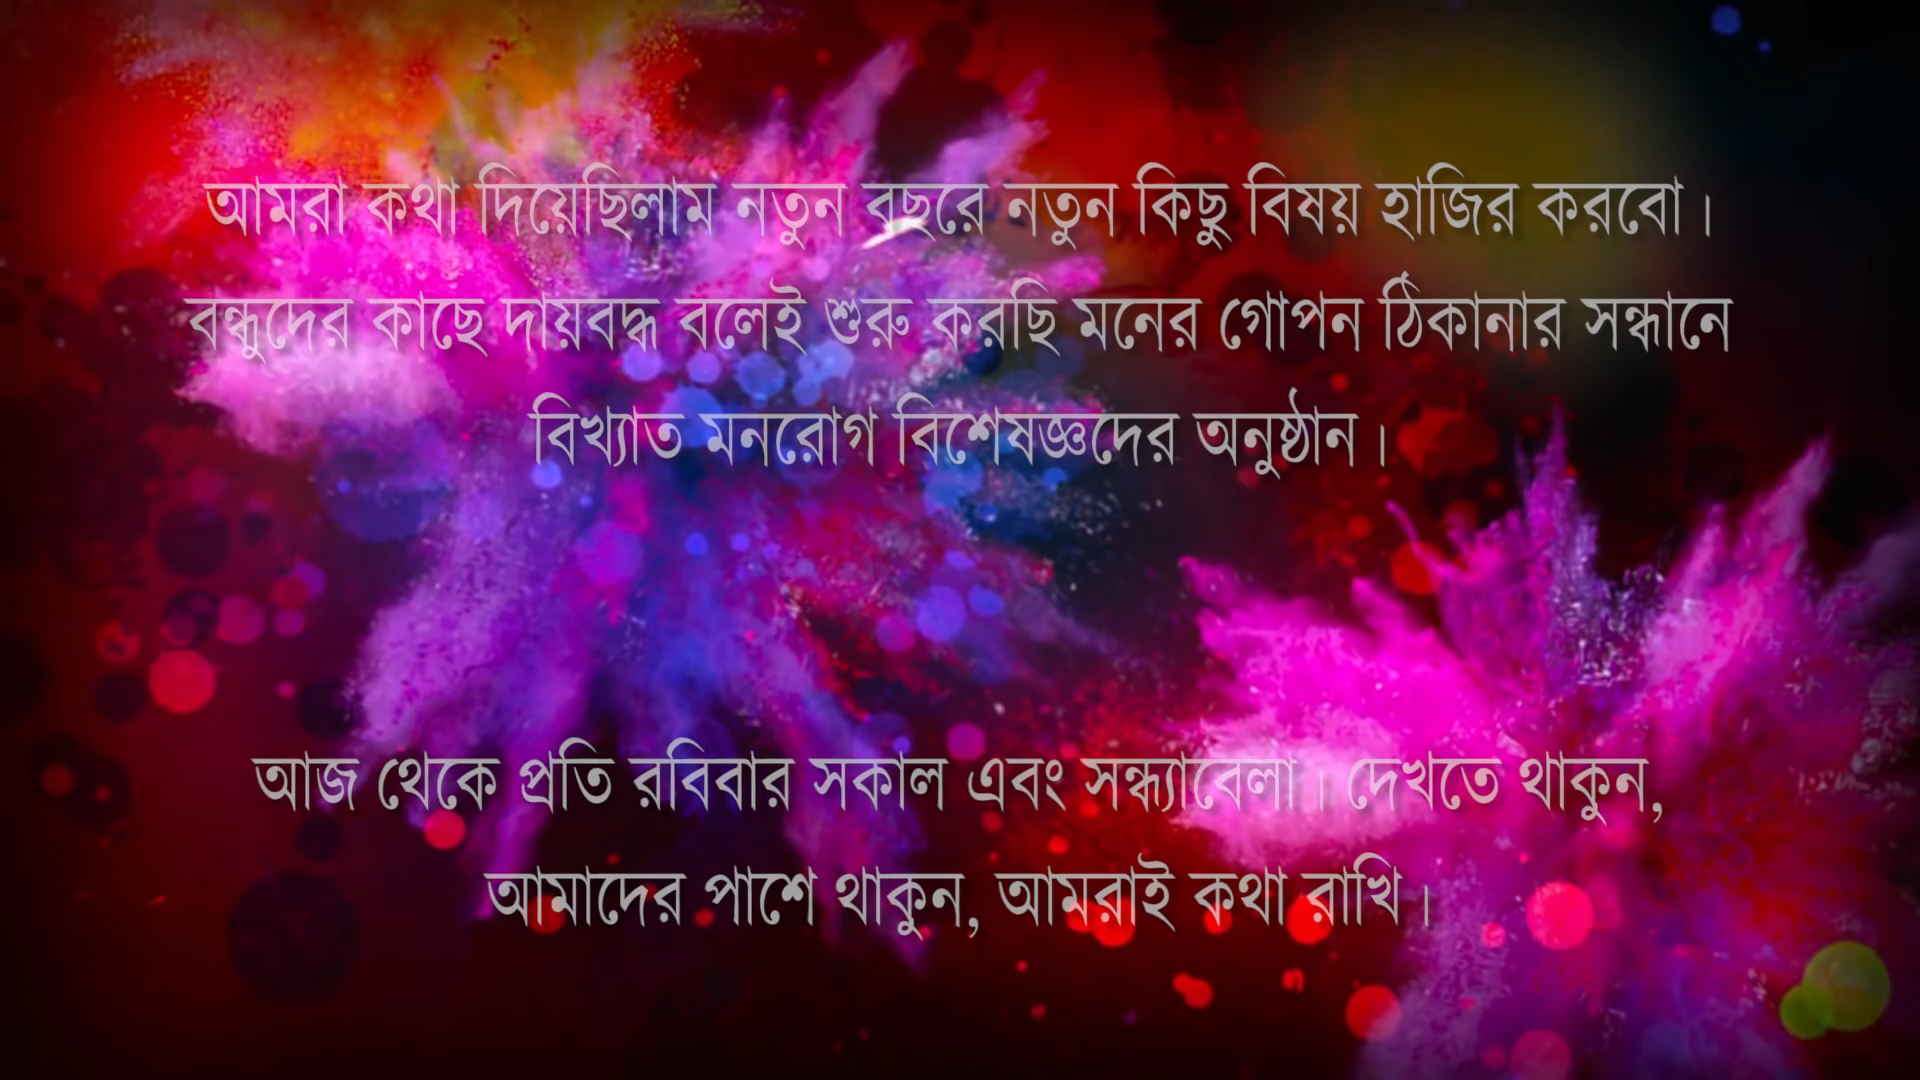 আমরা কথা দিয়েছিলাম নতুন বছরে নতুন কিছু বিষয় হাজির করবো।
বন্ধুদের কাছে দায়বদ্ধ বলেই শুরু করছি মনের গোপন ঠিকানার সন্ধানে
বিখ্যাত মনরোগ বিশেষজ্ঞদের অনুষ্ঠান।
আজ থেকে প্রতি রবিবার সকাল এবং সন্ধ্যাবেলা। দেখতে থাকুন,
আমাদের পাশে থাকুন, আমরাই কথা রাখি।